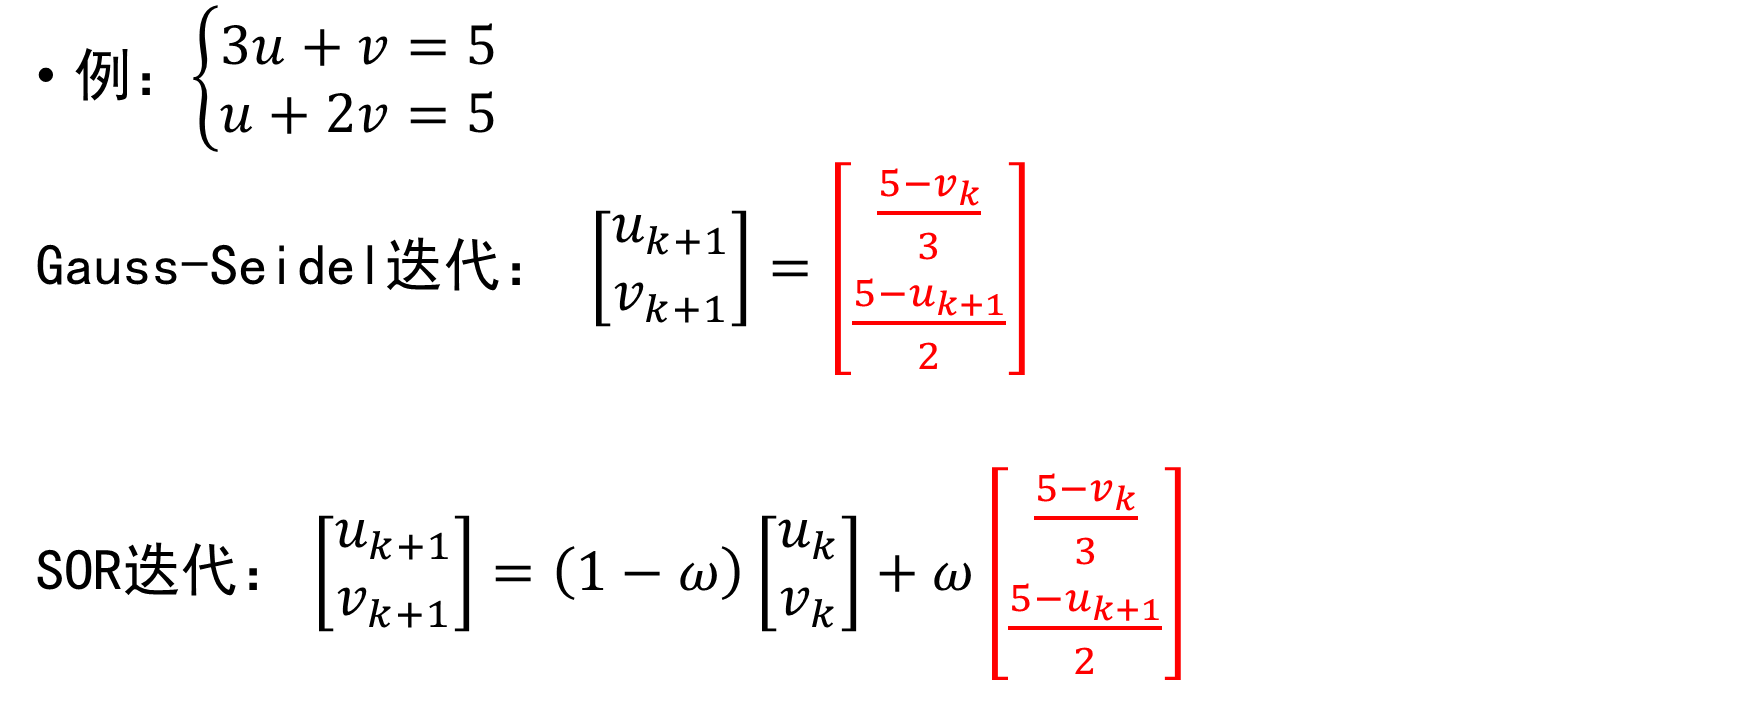 • 例: {3u + v = 5
u + 2v = 5
Gauss-Seidel迭代: [u_{k+1} v_{k+1}] = [(5−v_k)/3 (5−u_{k+1})/2]
SOR迭代: [u_{k+1} v_{k+1}] = (1 − ω)[u_k v_k] + ω[(5−v_k)/3 (5−u_{k+1})/2]